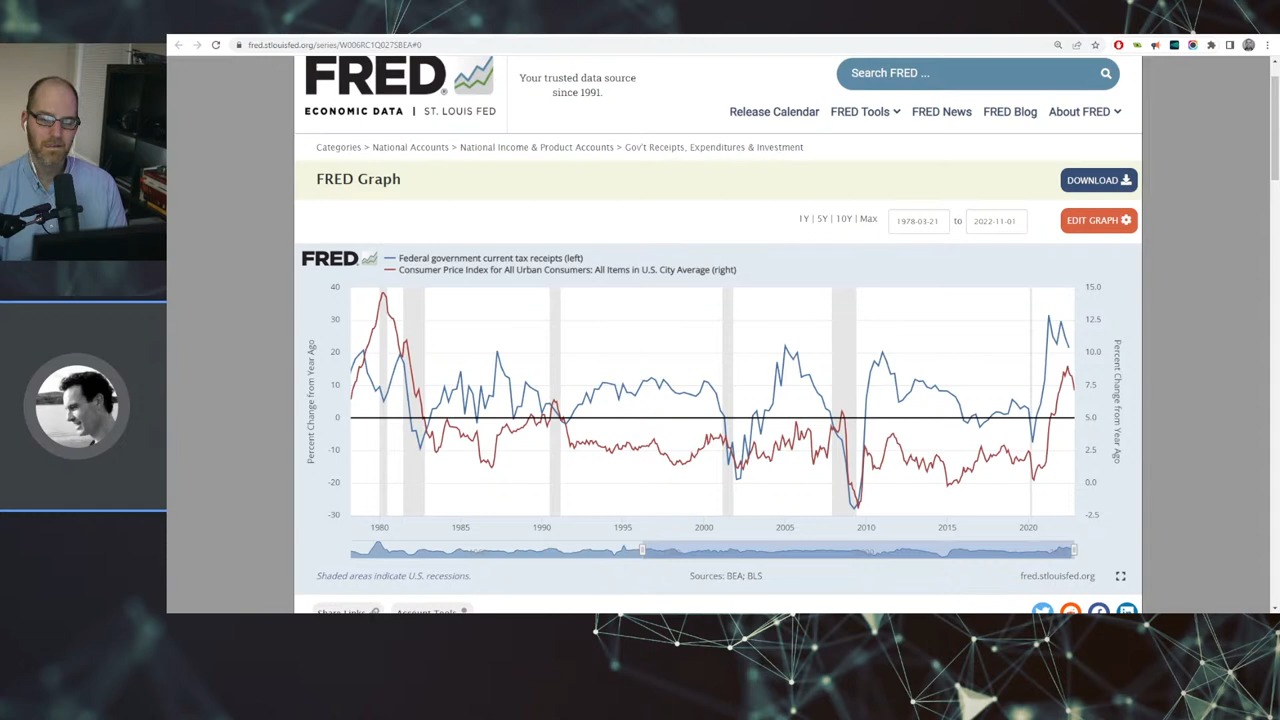 fred.stlouisfed.org/series/W006RC1Q027SBEA#0
FRED
ECONOMIC DATA | ST. LOUIS FED
Your trusted data source
since 1991.
Search FRED ...
Release Calendar FRED Tools FRED News FRED Blog About FRED
Categories > National Accounts > National Income & Product Accounts > Gov't Receipts, Expenditures & Investment
FRED Graph
DOWNLOAD
1Y | 5Y | 10Y | Max 1978-03-21 to 2022-11-01
EDIT GRAPH
FRED
Federal government current tax receipts (left)
Consumer Price Index for All Urban Consumers: All Items in U.S. City Average (right)
Percent Change from Year Ago
40
30
20
10
0
-10
-20
-30
15.0
12.5
10.0
7.5
5.0
2.5
0.0
-2.5
Percent Change from Year Ago
1980 1985 1990 1995 2000 2005 2010 2015 2020
Shaded areas indicate U.S. recessions.
Sources: BEA; BLS
fred.stlouisfed.org
Share Links Account Tools